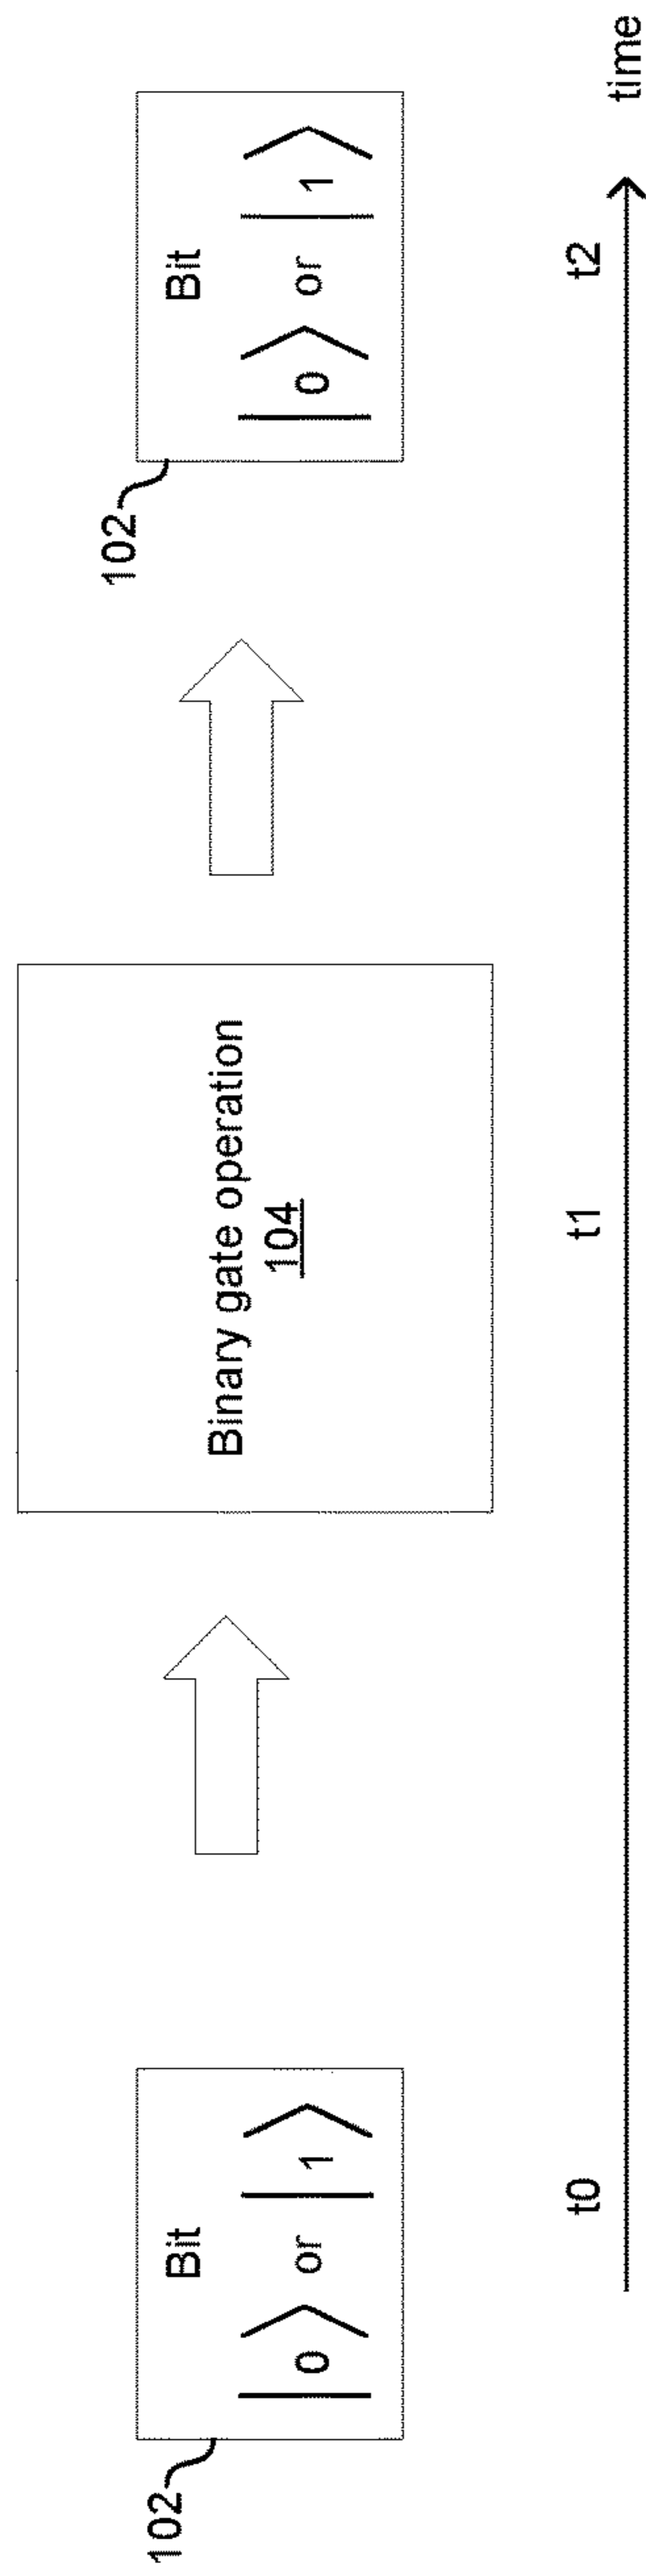 102
Bit
|0⟩ or |1⟩
Binary gate operation
104
102
Bit
|0⟩ or |1⟩
t0
t1
t2
time